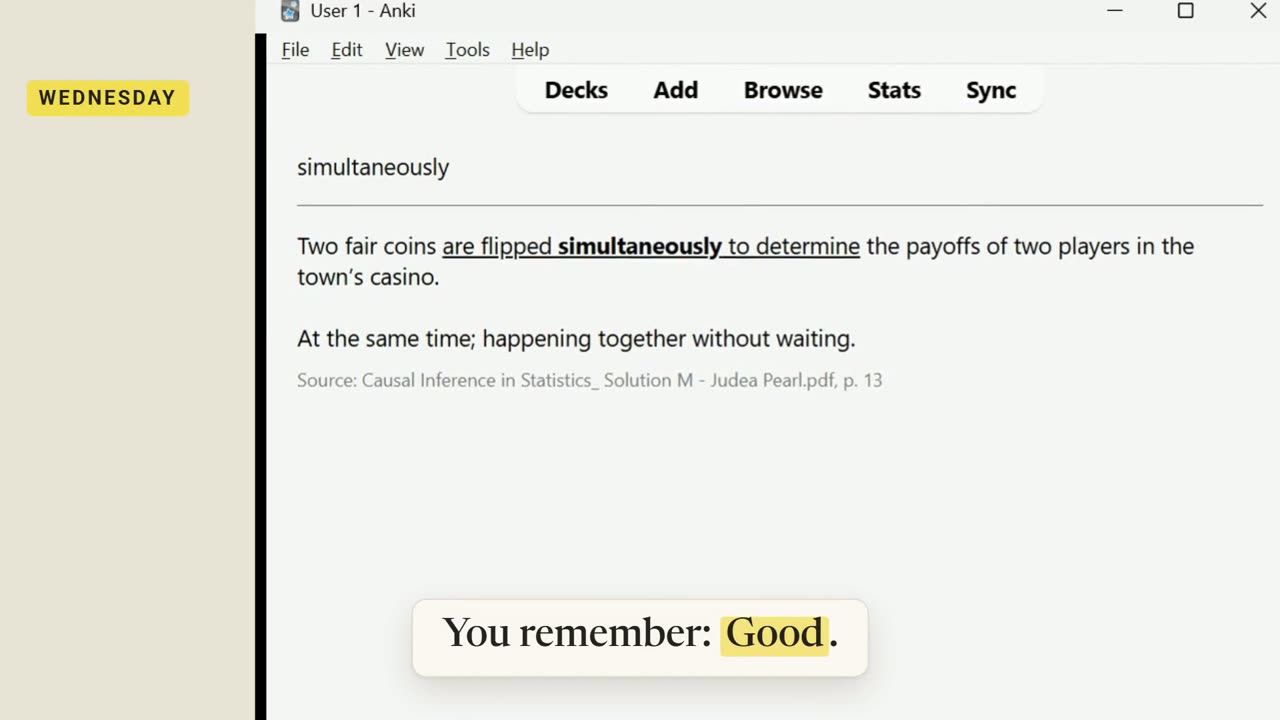 User 1 - Anki
File Edit View Tools Help
WEDNESDAY
Decks Add Browse Stats Sync
simultaneously
Two fair coins are flipped simultaneously to determine the payoffs of two players in the
town's casino.
At the same time; happening together without waiting.
Source: Causal Inference in Statistics_ Solution M - Judea Pearl.pdf, p. 13
You remember: Good.